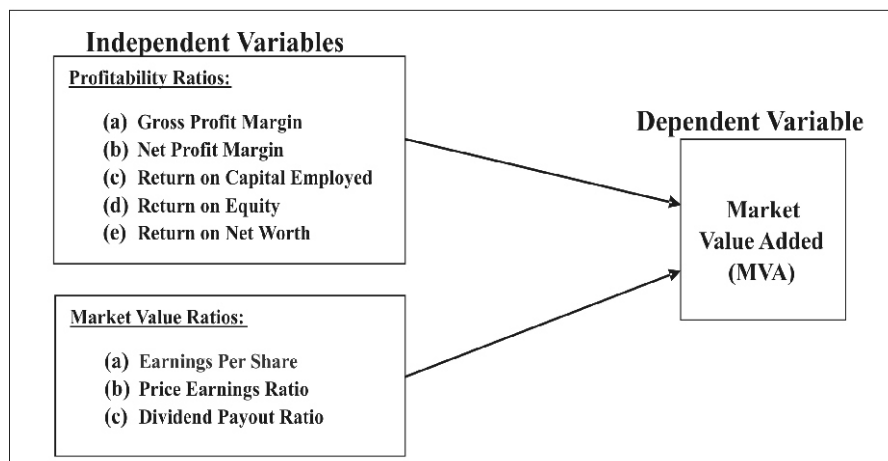 Independent Variables
Profitability Ratios:
(a) Gross Profit Margin
(b) Net Profit Margin
(c) Return on Capital Employed
(d) Return on Equity
(e) Return on Net Worth
Market Value Ratios:
(a) Earnings Per Share
(b) Price Earnings Ratio
(c) Dividend Payout Ratio
Dependent Variable
Market
Value Added
(MVA)